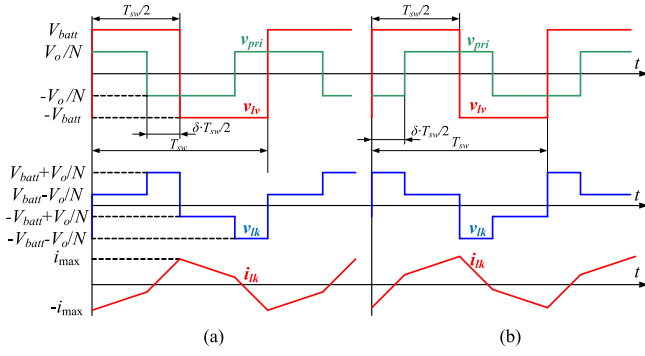 T_sw/2
T_sw/2
V_batt
V_o/N
v_pri
v_pri
t
t
-V_o/N
-V_batt
v_lv
v_lv
δ·T_sw/2
δ·T_sw/2
T_sw
T_sw
V_batt+V_o/N
V_batt-V_o/N
t
-V_batt+V_o/N
-V_batt-V_o/N
v_lk
v_lk
i_max
i_lk
i_lk
t
-i_max
(a)
(b)